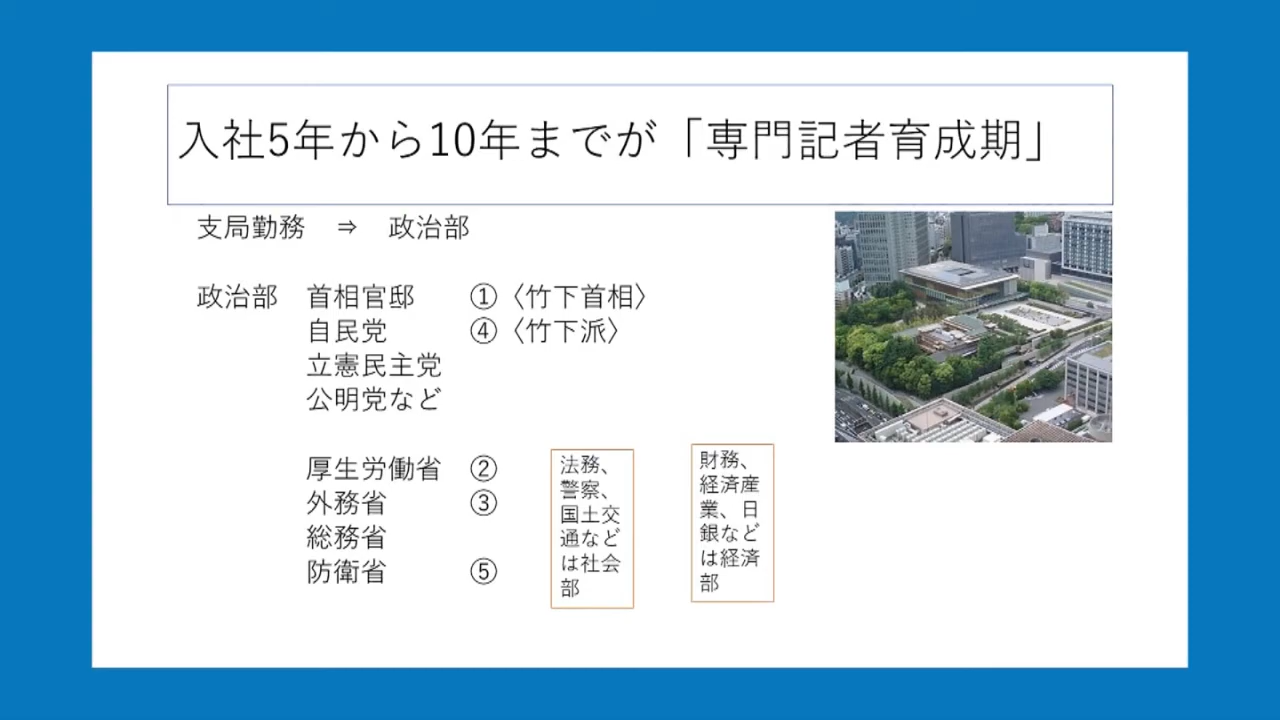 入社5年から10年までが「専門記者育成期」
支局勤務　⇒　政治部
政治部　首相官邸　①〈竹下首相〉
自民党　④〈竹下派〉
立憲民主党
公明党など
厚生労働省　②
外務省　③
総務省
防衛省　⑤
法務、
警察、
国土交
通など
は社会
部
財務、
経済産
業、日
銀など
は経済
部